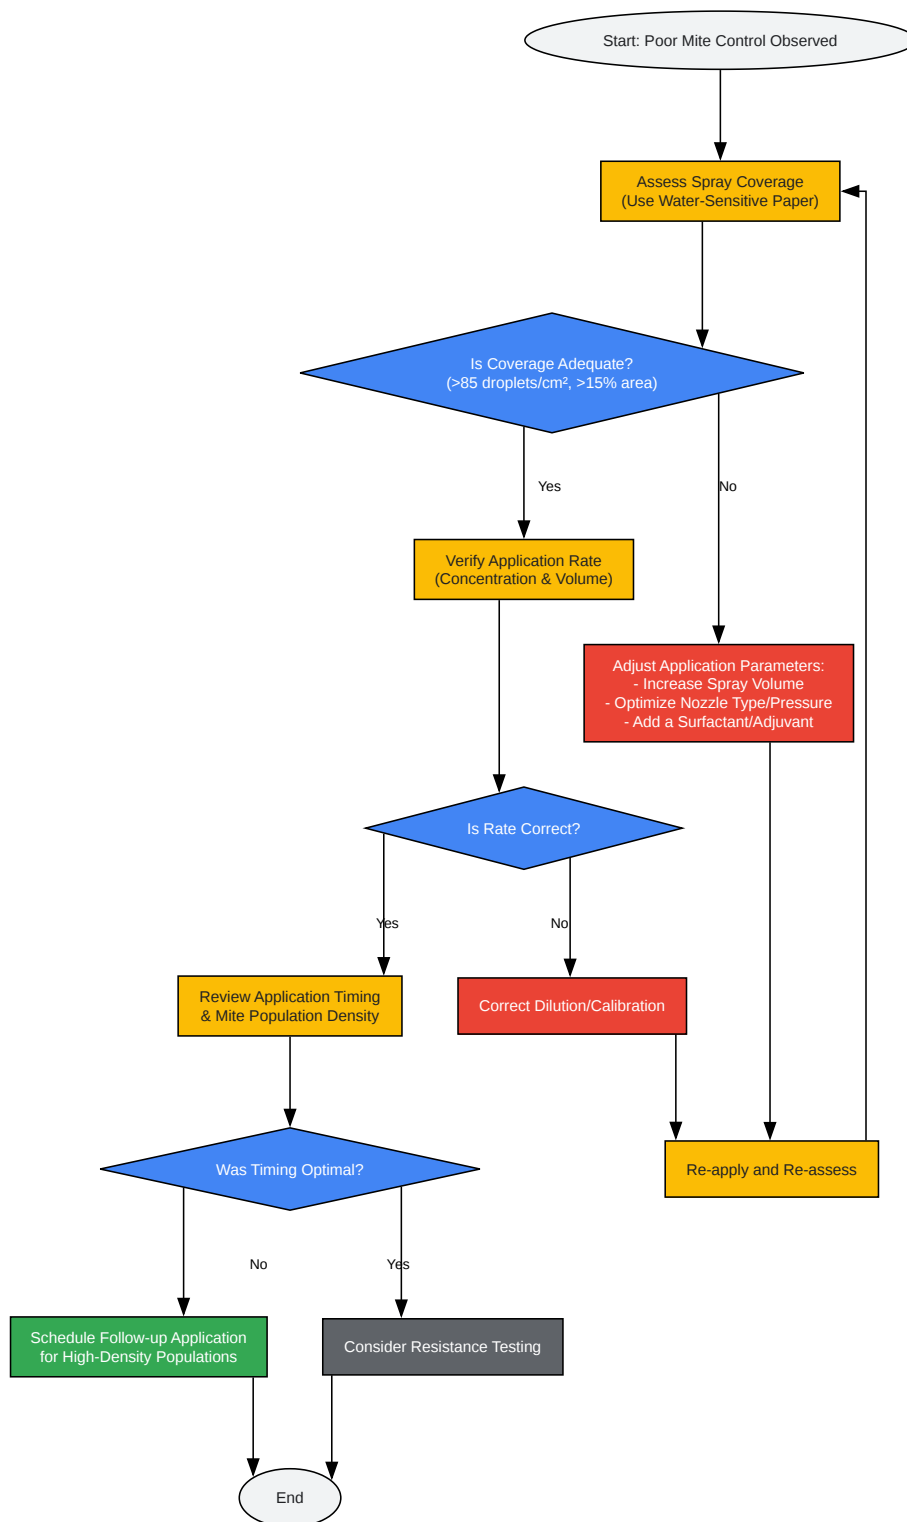 Start: Poor Mite Control Observed
Assess Spray Coverage
(Use Water-Sensitive Paper)
Is Coverage Adequate?
(>85 droplets/cm², >15% area)
Yes
No
Verify Application Rate
(Concentration & Volume)
Adjust Application Parameters:
- Increase Spray Volume
- Optimize Nozzle Type/Pressure
- Add a Surfactant/Adjuvant
Is Rate Correct?
Yes
No
Review Application Timing
& Mite Population Density
Correct Dilution/Calibration
Was Timing Optimal?
Re-apply and Re-assess
No
Yes
Schedule Follow-up Application
for High-Density Populations
Consider Resistance Testing
End